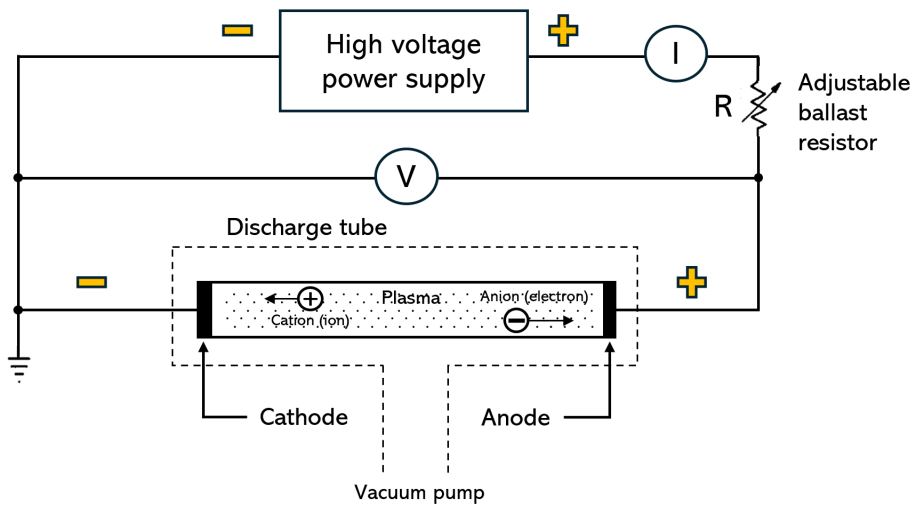 High voltage
power supply
I
R
Adjustable
ballast
resistor
V
Discharge tube
Plasma
Anion (electron)
Cation (ion)
Cathode
Anode
Vacuum pump